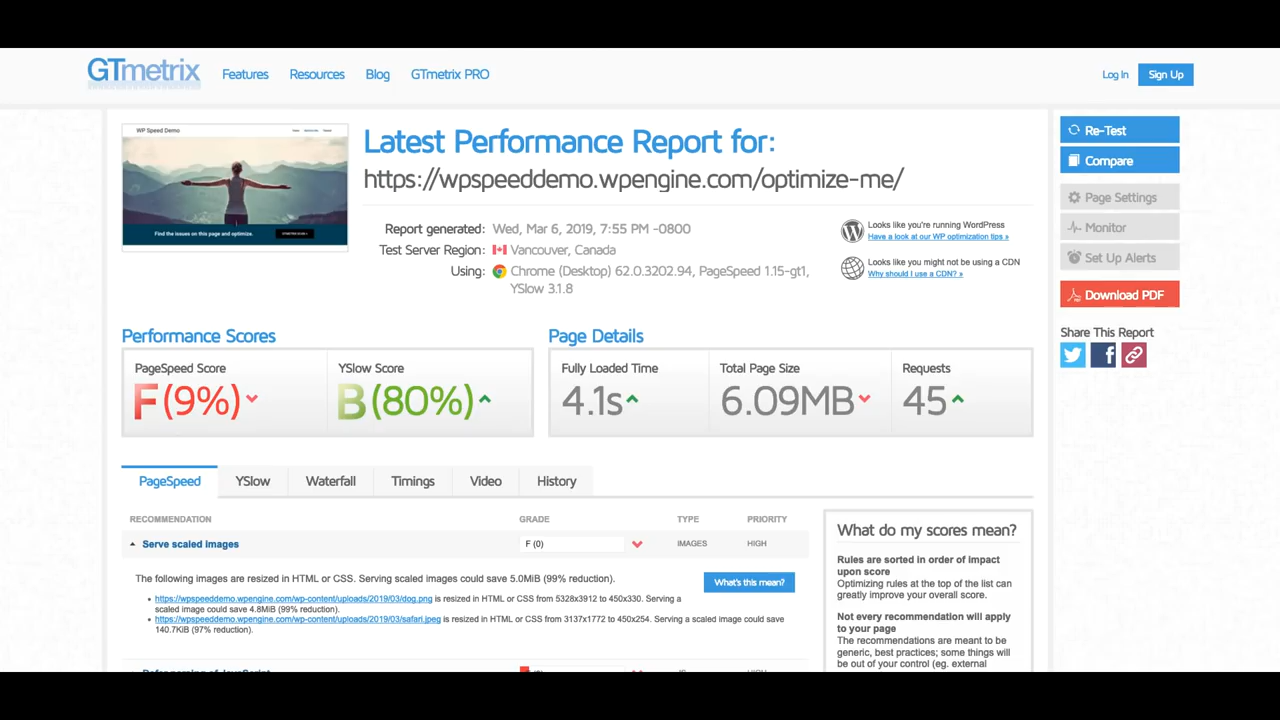 GTmetrix
Features
Resources
Blog
GTmetrix PRO
Log In
Sign Up
WP Speed Demo
Find the issues on this page and optimize.
Latest Performance Report for:
https://wpspeeddemo.wpengine.com/optimize-me/
Report generated: Wed, Mar 6, 2019, 7:55 PM -0800
Test Server Region: Vancouver, Canada
Using: Chrome (Desktop) 62.0.3202.94, PageSpeed 1.15-gt1,
YSlow 3.1.8
Looks like you're running WordPress
Have a look at our WP optimization tips »
Looks like you might not be using a CDN
Why should I use a CDN? »
Re-Test
Compare
Page Settings
Monitor
Set Up Alerts
Download PDF
Share This Report
Performance Scores
PageSpeed Score
F(9%)
YSlow Score
B(80%)
Page Details
Fully Loaded Time
4.1s
Total Page Size
6.09MB
Requests
45
PageSpeed
YSlow
Waterfall
Timings
Video
History
RECOMMENDATION
GRADE
TYPE
PRIORITY
Serve scaled images
F (0)
IMAGES
HIGH
The following images are resized in HTML or CSS. Serving scaled images could save 5.0MiB (99% reduction).
What's this mean?
https://wpspeeddemo.wpengine.com/wp-content/uploads/2019/03/dog.png is resized in HTML or CSS from 5328x3912 to 450x330. Serving a
scaled image could save 4.8MiB (99% reduction).
https://wpspeeddemo.wpengine.com/wp-content/uploads/2019/03/safari.jpeg is resized in HTML or CSS from 3137x1772 to 450x254. Serving a scaled image could save
140.7KiB (97% reduction).
What do my scores mean?
Rules are sorted in order of impact
upon score
Optimizing rules at the top of the list can
greatly improve your overall score.
Not every recommendation will apply
to your page
The recommendations are meant to be
generic, best practices; some things will
be out of your control (eg. external